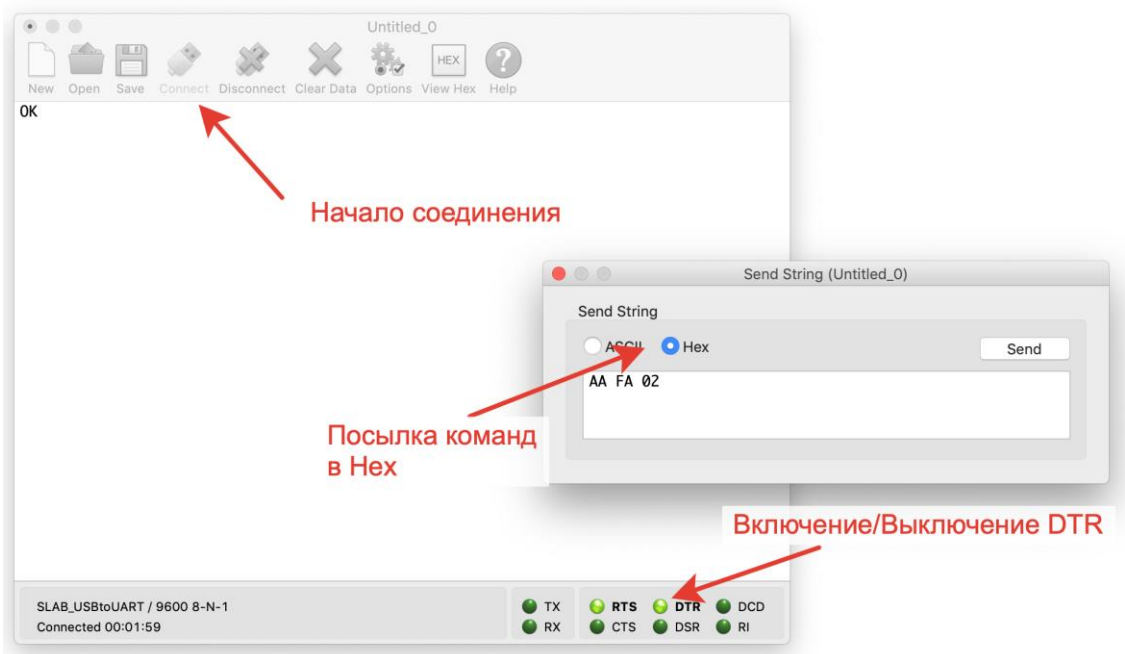 Untitled_0
New Open Save Connect Disconnect Clear Data Options View Hex Help
HEX
?
OK
Начало соединения
Send String (Untitled_0)
Send String
ASCII Hex
Send
AA FA 02
Посылка команд
в Hex
Включение/Выключение DTR
SLAB_USBtoUART / 9600 8-N-1
Connected 00:01:59
TX RTS DTR DCD
RX CTS DSR RI